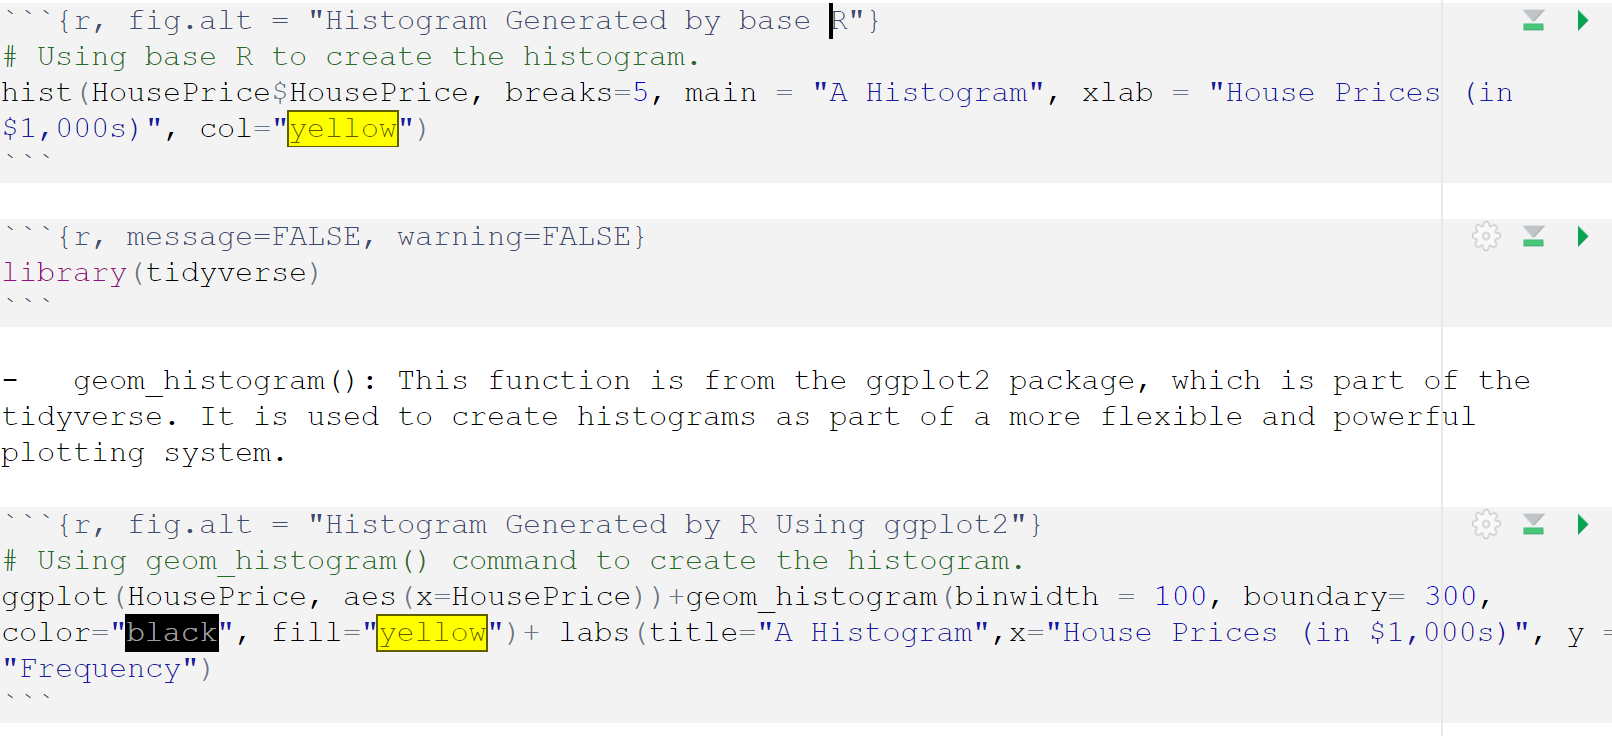 ```{r, fig.alt = "Histogram Generated by base R"}
# Using base R to create the histogram.
hist(HousePrice$HousePrice, breaks=5, main = "A Histogram", xlab = "House Prices (in
$1,000s)", col="yellow")
```
```{r, message=FALSE, warning=FALSE}
library(tidyverse)
```
-   geom_histogram(): This function is from the ggplot2 package, which is part of the
tidyverse. It is used to create histograms as part of a more flexible and powerful
plotting system.
```{r, fig.alt = "Histogram Generated by R Using ggplot2"}
# Using geom_histogram() command to create the histogram.
ggplot(HousePrice, aes(x=HousePrice))+geom_histogram(binwidth = 100, boundary= 300,
color="black", fill="yellow")+ labs(title="A Histogram",x="House Prices (in $1,000s)", y =
"Frequency")
```